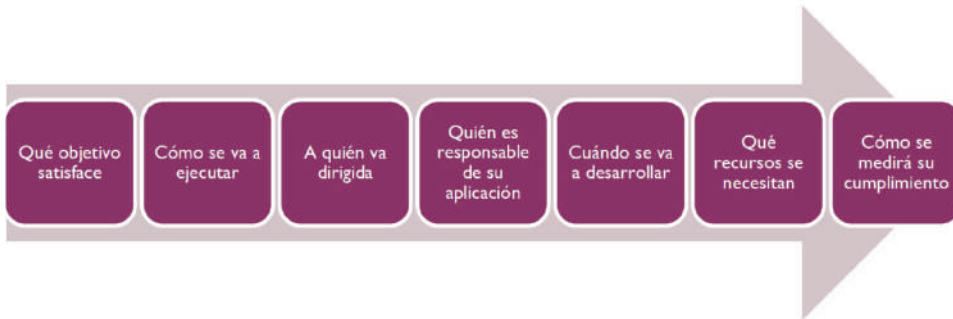 Qué objetivo
satisface
Cómo se va a
ejecutar
A quién va
dirigida
Quién es
responsable
de su
aplicación
Cuándo se va
a desarrollar
Qué
recursos se
necesitan
Cómo se
medirá su
cumplimiento